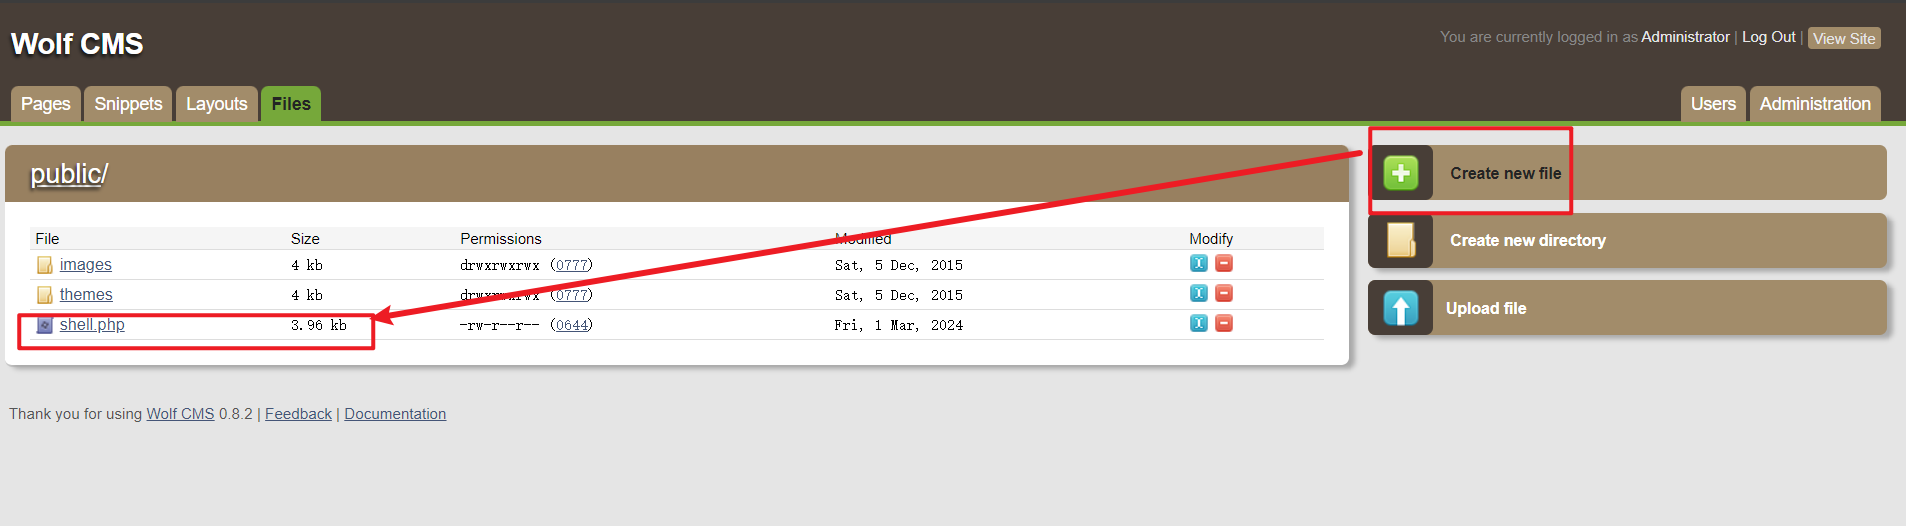 Wolf CMS
You are currently logged in as Administrator | Log Out | View Site
Pages Snippets Layouts Files Users Administration
public/
File Size Permissions Modified Modify
images 4 kb drwxrwxrwx (0777) Sat, 5 Dec, 2015
themes 4 kb drwxrwxrwx (0777) Sat, 5 Dec, 2015
shell.php 3.96 kb -rw-r--r-- (0644) Fri, 1 Mar, 2024
Create new file
Create new directory
Upload file
Thank you for using Wolf CMS 0.8.2 | Feedback | Documentation